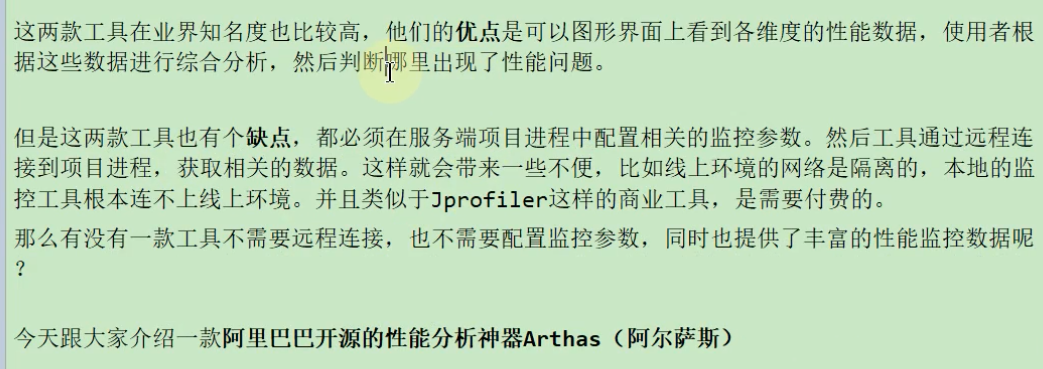 这两款工具在业界知名度也比较高，他们的优点是可以图形界面上看到各维度的性能数据，使用者根
据这些数据进行综合分析，然后判断哪里出现了性能问题。
但是这两款工具也有个缺点，都必须在服务端项目进程中配置相关的监控参数。然后工具通过远程连
接到项目进程，获取相关的数据。这样就会带来一些不便，比如线上环境的网络是隔离的，本地的监
控工具根本连不上线上环境。并且类似于Jprofiler这样的商业工具，是需要付费的。
那么有没有一款工具不需要远程连接，也不需要配置监控参数，同时也提供了丰富的性能监控数据呢
？
今天跟大家介绍一款阿里巴巴开源的性能分析神器Arthas（阿尔萨斯）